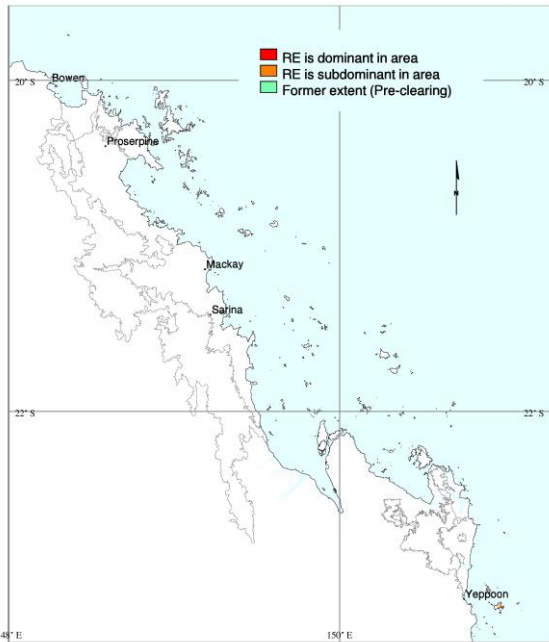 RE is dominant in area
RE is subdominant in area
Former extent (Pre-clearing)
20° S
20° S
Bowen
Proserpine
N
Mackay
Sarina
22° S
22° S
Yeppoon
48° E
150° E